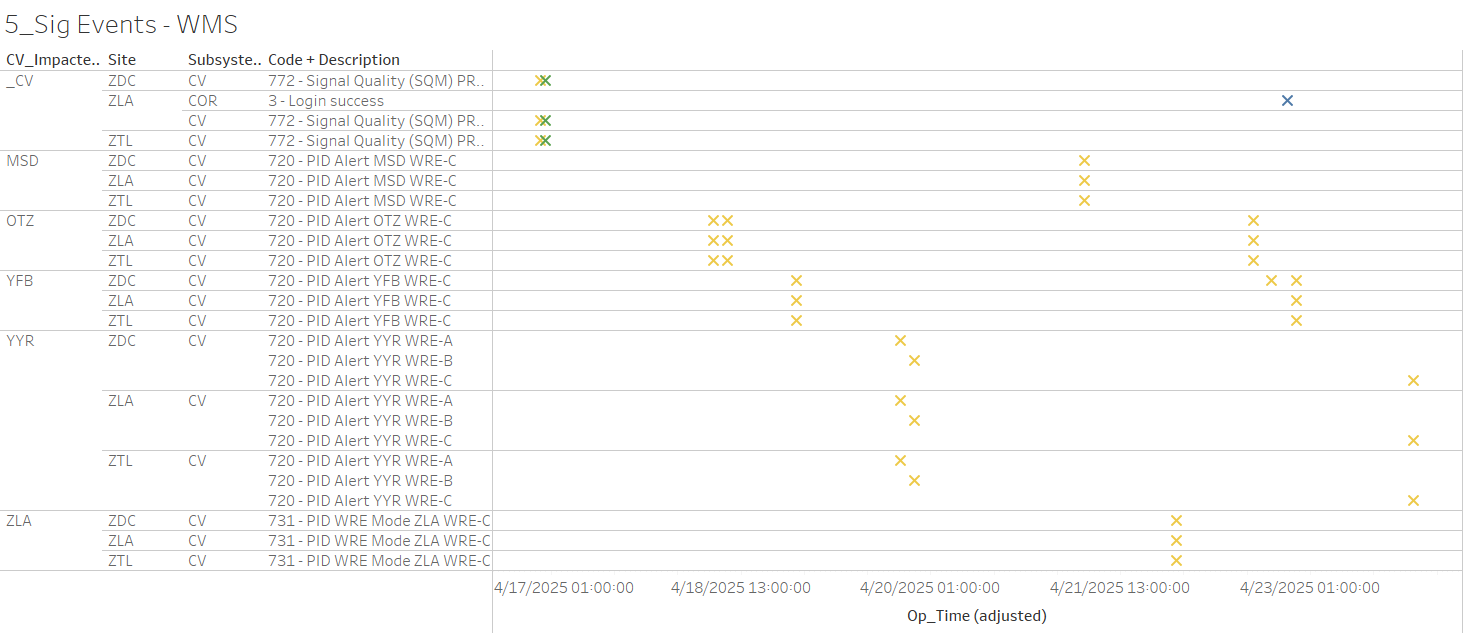 5_Sig Events - WMS
CV_Impacte.. Site Subsyste.. Code + Description
_CV ZDC CV 772 - Signal Quality (SQM) PR..
ZLA COR 3 - Login success
CV 772 - Signal Quality (SQM) PR..
ZTL CV 772 - Signal Quality (SQM) PR..
MSD ZDC CV 720 - PID Alert MSD WRE-C
ZLA CV 720 - PID Alert MSD WRE-C
ZTL CV 720 - PID Alert MSD WRE-C
OTZ ZDC CV 720 - PID Alert OTZ WRE-C
ZLA CV 720 - PID Alert OTZ WRE-C
ZTL CV 720 - PID Alert OTZ WRE-C
YFB ZDC CV 720 - PID Alert YFB WRE-C
ZLA CV 720 - PID Alert YFB WRE-C
ZTL CV 720 - PID Alert YFB WRE-C
YYR ZDC CV 720 - PID Alert YYR WRE-A
720 - PID Alert YYR WRE-B
720 - PID Alert YYR WRE-C
ZLA CV 720 - PID Alert YYR WRE-A
720 - PID Alert YYR WRE-B
720 - PID Alert YYR WRE-C
ZTL CV 720 - PID Alert YYR WRE-A
720 - PID Alert YYR WRE-B
720 - PID Alert YYR WRE-C
ZLA ZDC CV 731 - PID WRE Mode ZLA WRE-C
ZLA CV 731 - PID WRE Mode ZLA WRE-C
ZTL CV 731 - PID WRE Mode ZLA WRE-C
4/17/2025 01:00:00 4/18/2025 13:00:00 4/20/2025 01:00:00 4/21/2025 13:00:00 4/23/2025 01:00:00
Op_Time (adjusted)